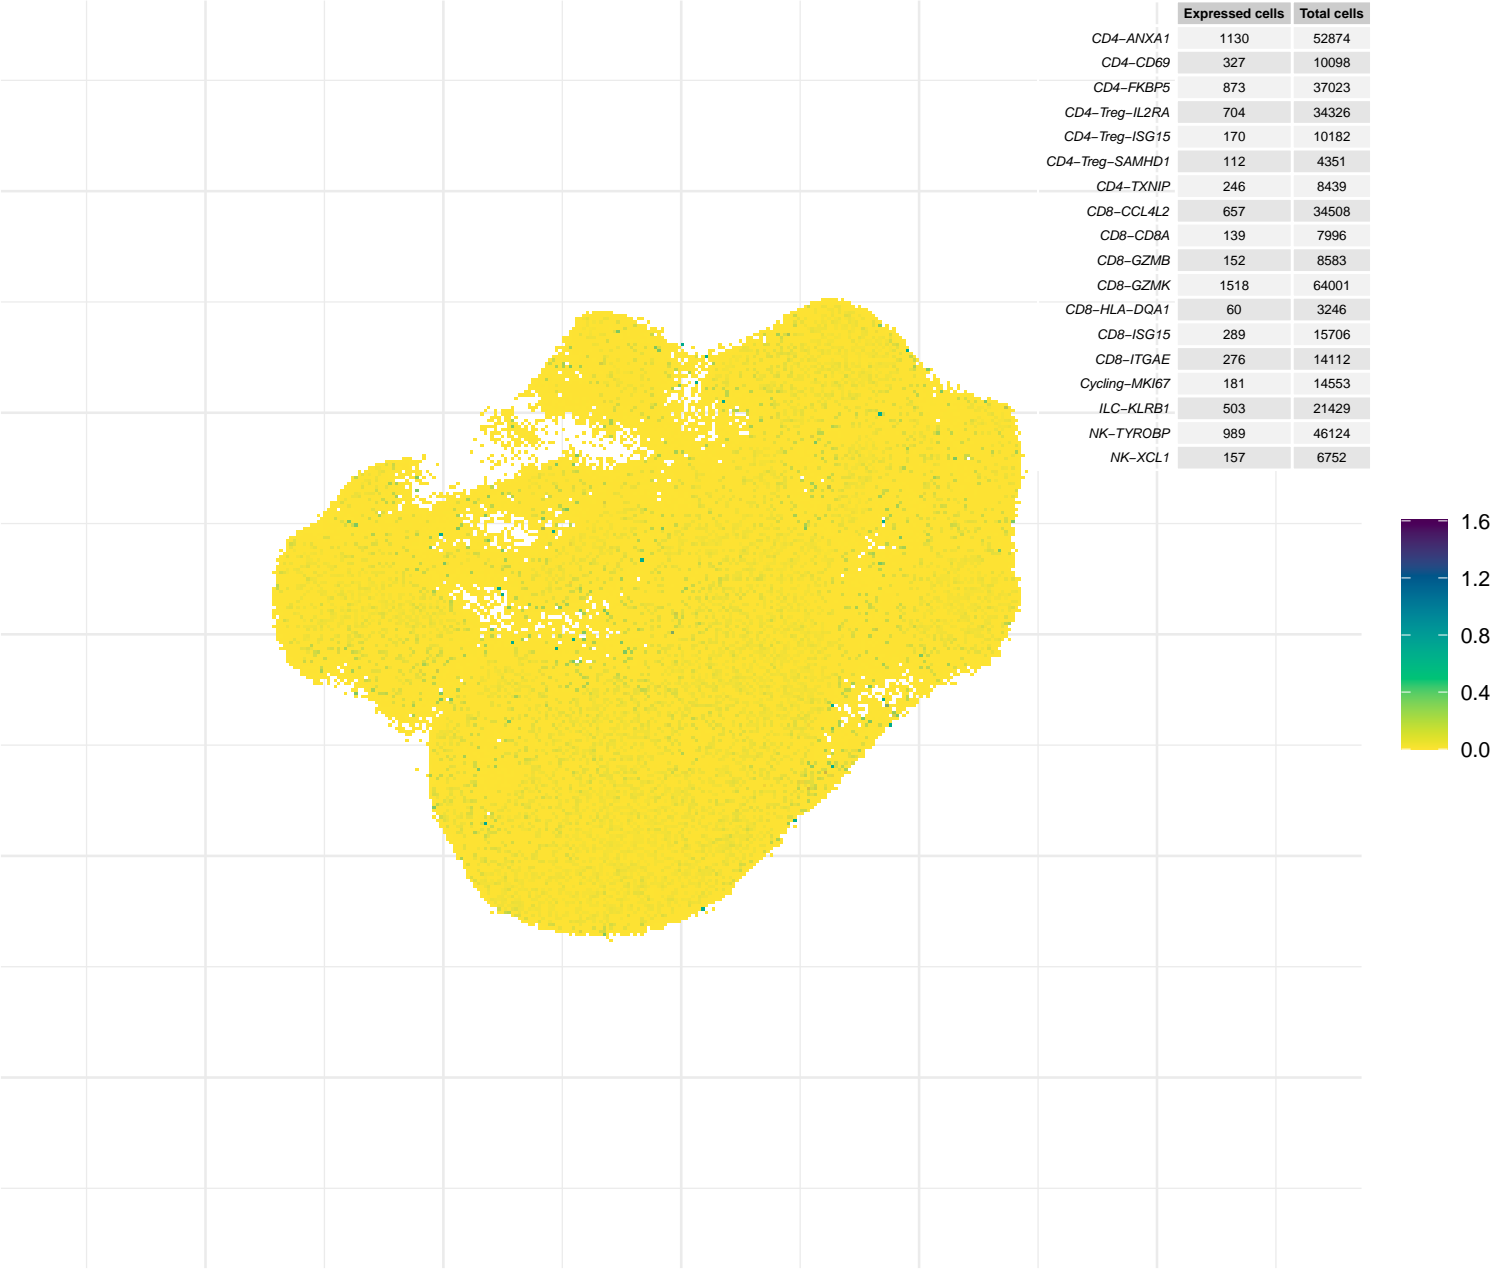 Expressed cells Total cells
CD4−ANXA1 1130 52874
CD4−CD69 327 10098
CD4−FKBP5 873 37023
CD4−Treg−IL2RA 704 34326
CD4−Treg−ISG15 170 10182
CD4−Treg−SAMHD1 112 4351
CD4−TXNIP 246 8439
CD8−CCL4L2 657 34508
CD8−CD8A 139 7996
CD8−GZMB 152 8583
CD8−GZMK 1518 64001
CD8−HLA−DQA1 60 3246
CD8−ISG15 289 15706
CD8−ITGAE 276 14112
Cycling−MKI67 181 14553
ILC−KLRB1 503 21429
NK−TYROBP 989 46124
NK−XCL1 157 6752
1.6
1.2
0.8
0.4
0.0